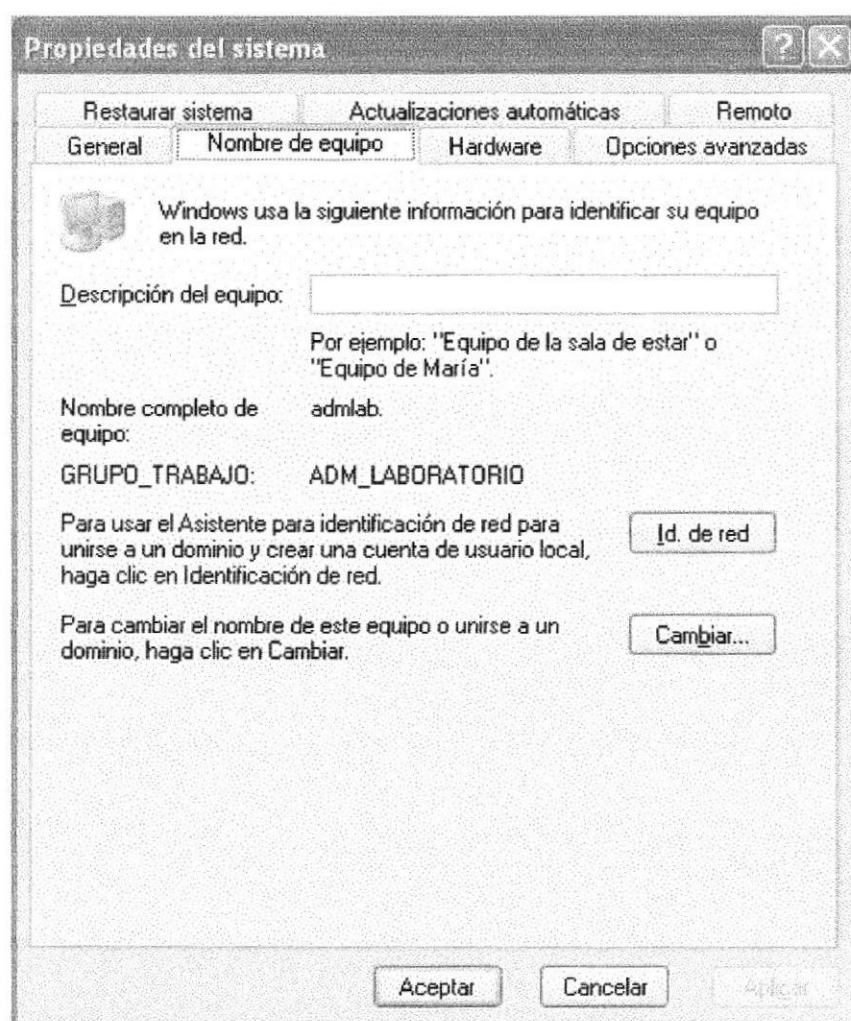 Propiedades del sistema
Restaurar sistema Actualizaciones automáticas Remoto
General Nombre de equipo Hardware Opciones avanzadas
Windows usa la siguiente información para identificar su equipo
en la red.
Descripción del equipo:
Por ejemplo: "Equipo de la sala de estar" o
"Equipo de María".
Nombre completo de
equipo:
admlab.
GRUPO_TRABAJO: ADM_LABORATORIO
Para usar el Asistente para identificación de red para
unirse a un dominio y crear una cuenta de usuario local,
haga clic en Identificación de red.
Id. de red
Para cambiar el nombre de este equipo o unirse a un
dominio, haga clic en Cambiar.
Cambiar...
Aceptar Cancelar Aplicar